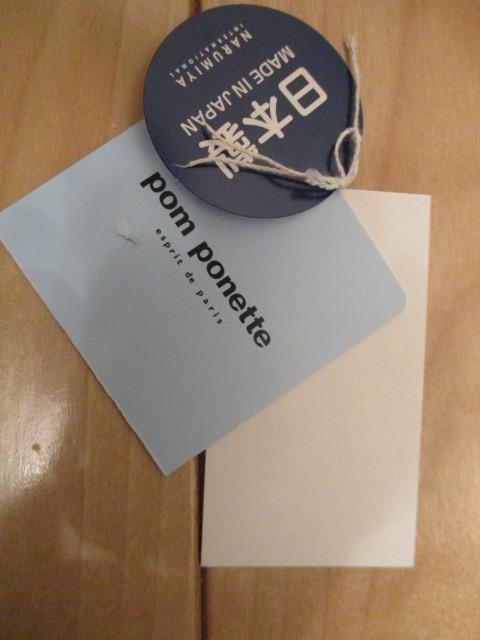 日本製
MADE IN JAPAN
NARUMIYA
INTERNATIONAL
pom ponette
esprit de paris